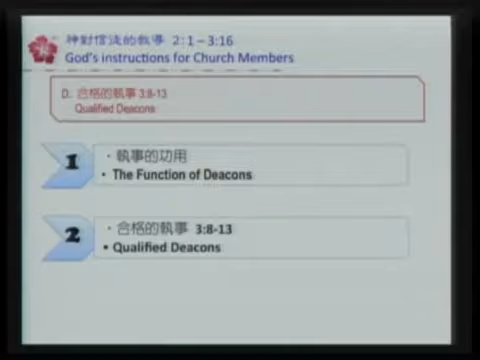 神對信徒的教導 2:1–3:16
God's instructions for Church Members
D. 合格的執事 3:8-13
Qualified Deacons
1
· 執事的功用
• The Function of Deacons
2
· 合格的執事 3:8-13
• Qualified Deacons